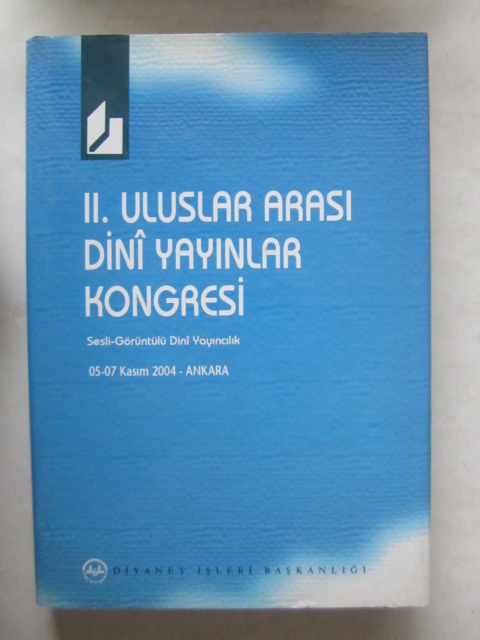 II. ULUSLAR ARASI
DİNÎ YAYINLAR
KONGRESİ
Sesli-Görüntülü Dinî Yayıncılık
05-07 Kasım 2004 - ANKARA
DİYANET İŞLERİ BAŞKANLIĞI